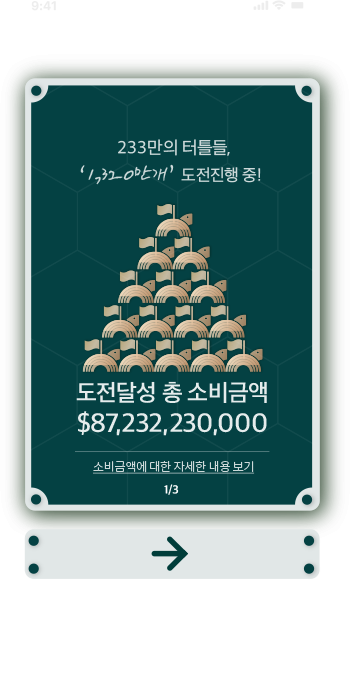 9:41
233만의 터틀들,
‘1,320만개’ 도전진행 중!
도전달성 총 소비금액
$87,232,230,000
소비금액에 대한 자세한 내용 보기
1/3